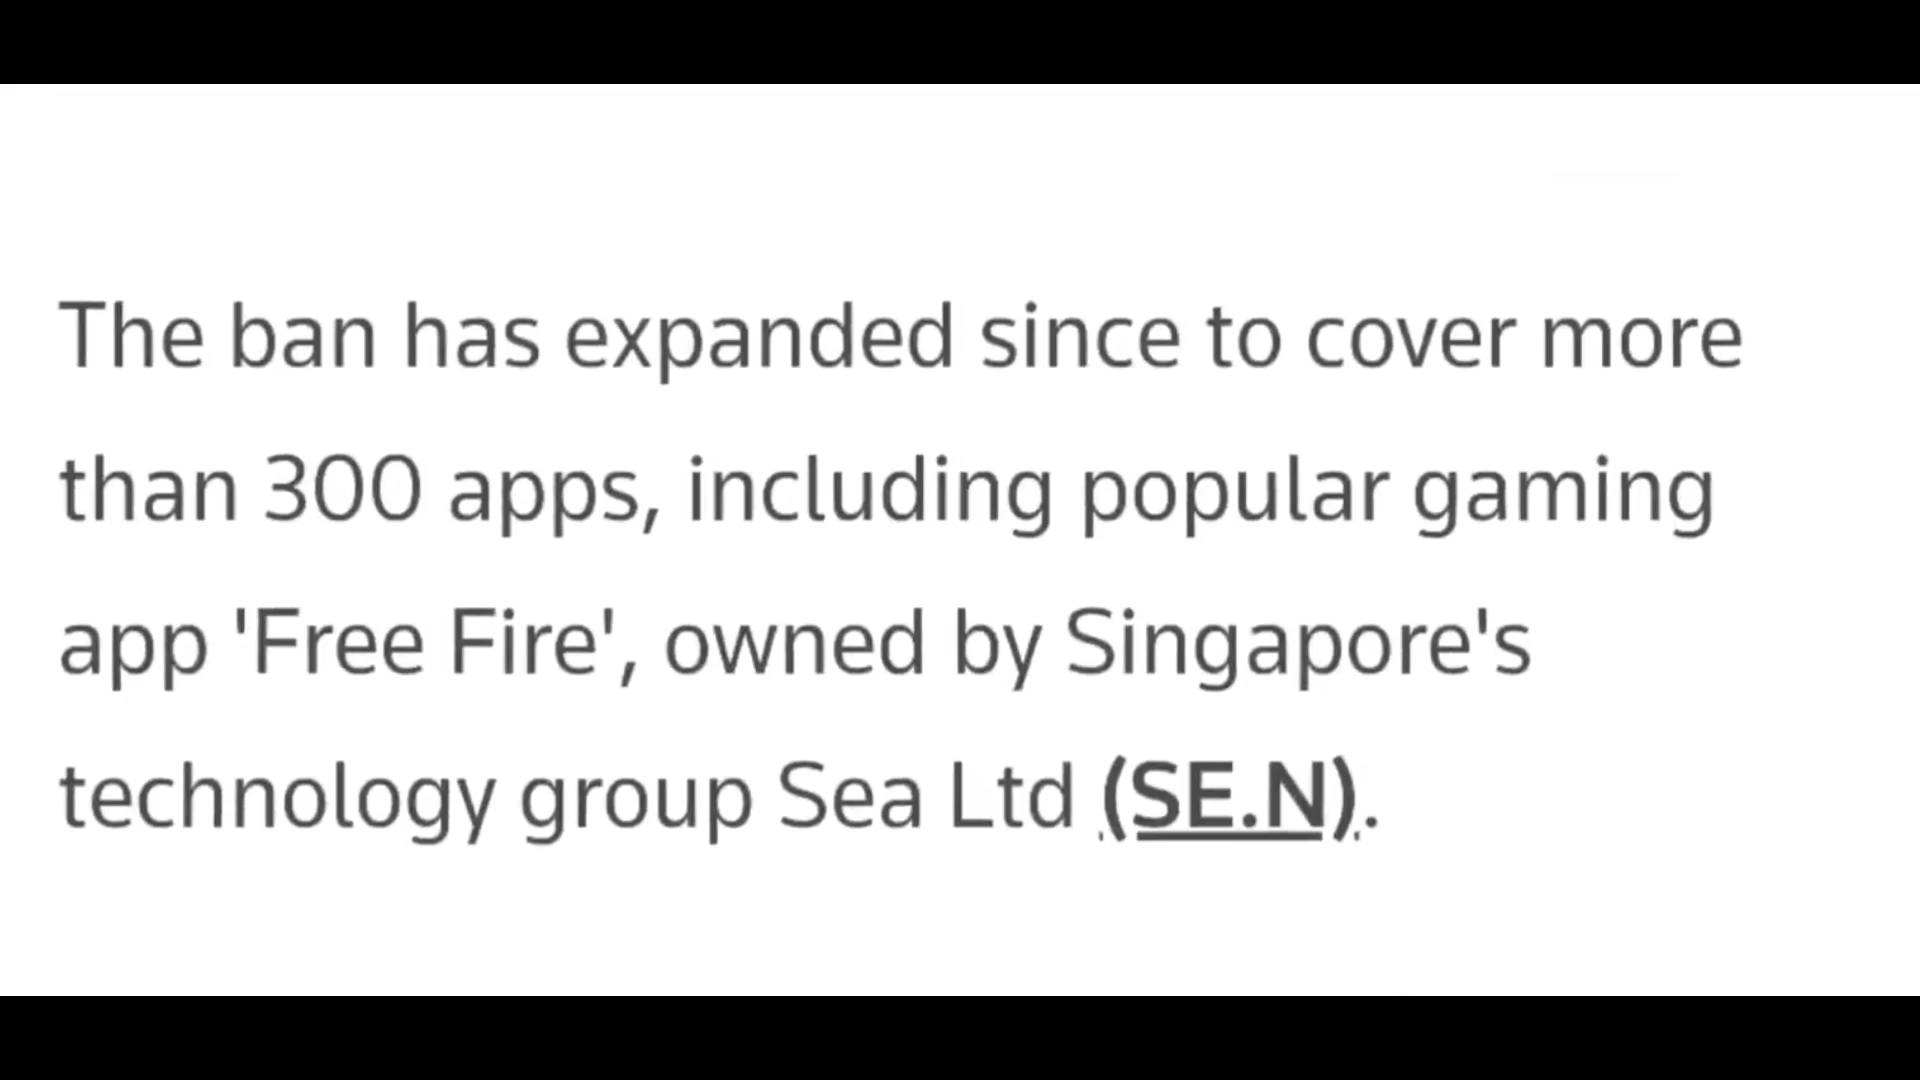 The ban has expanded since to cover more
than 300 apps, including popular gaming
app 'Free Fire', owned by Singapore's
technology group Sea Ltd (SE.N).